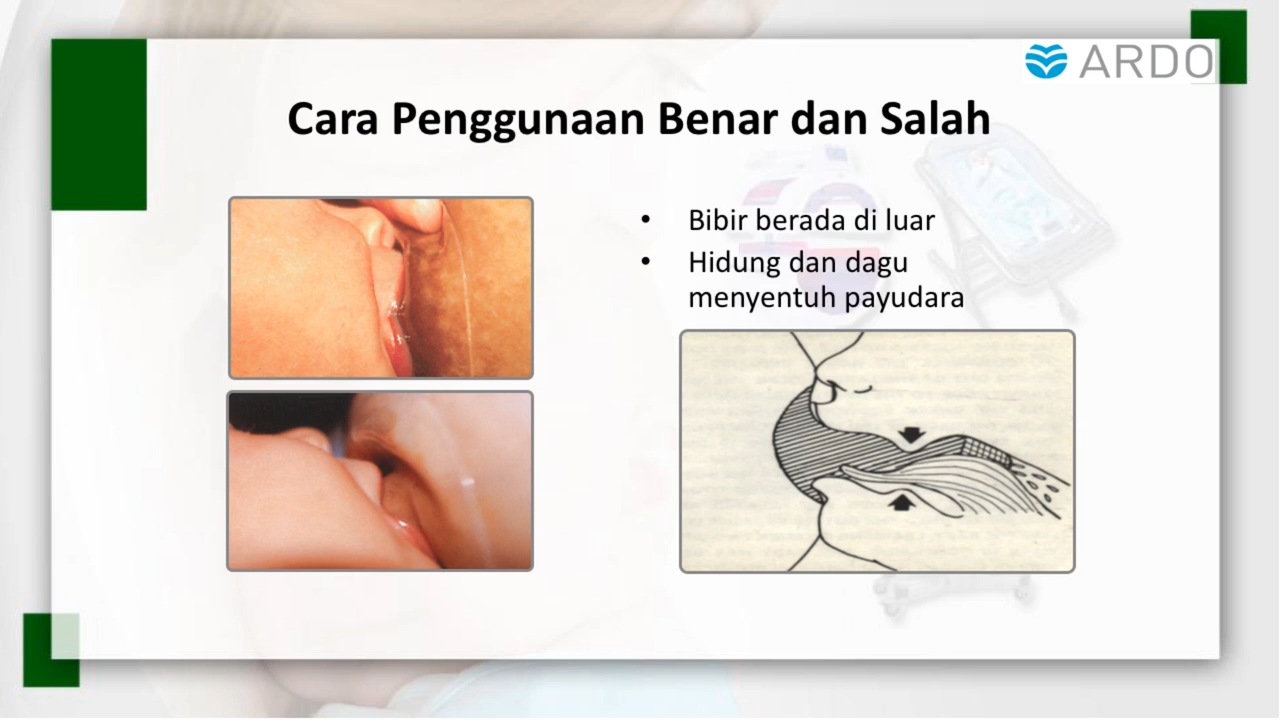 ARDO
Cara Penggunaan Benar dan Salah
• Bibir berada di luar
• Hidung dan dagu
menyentuh payudara